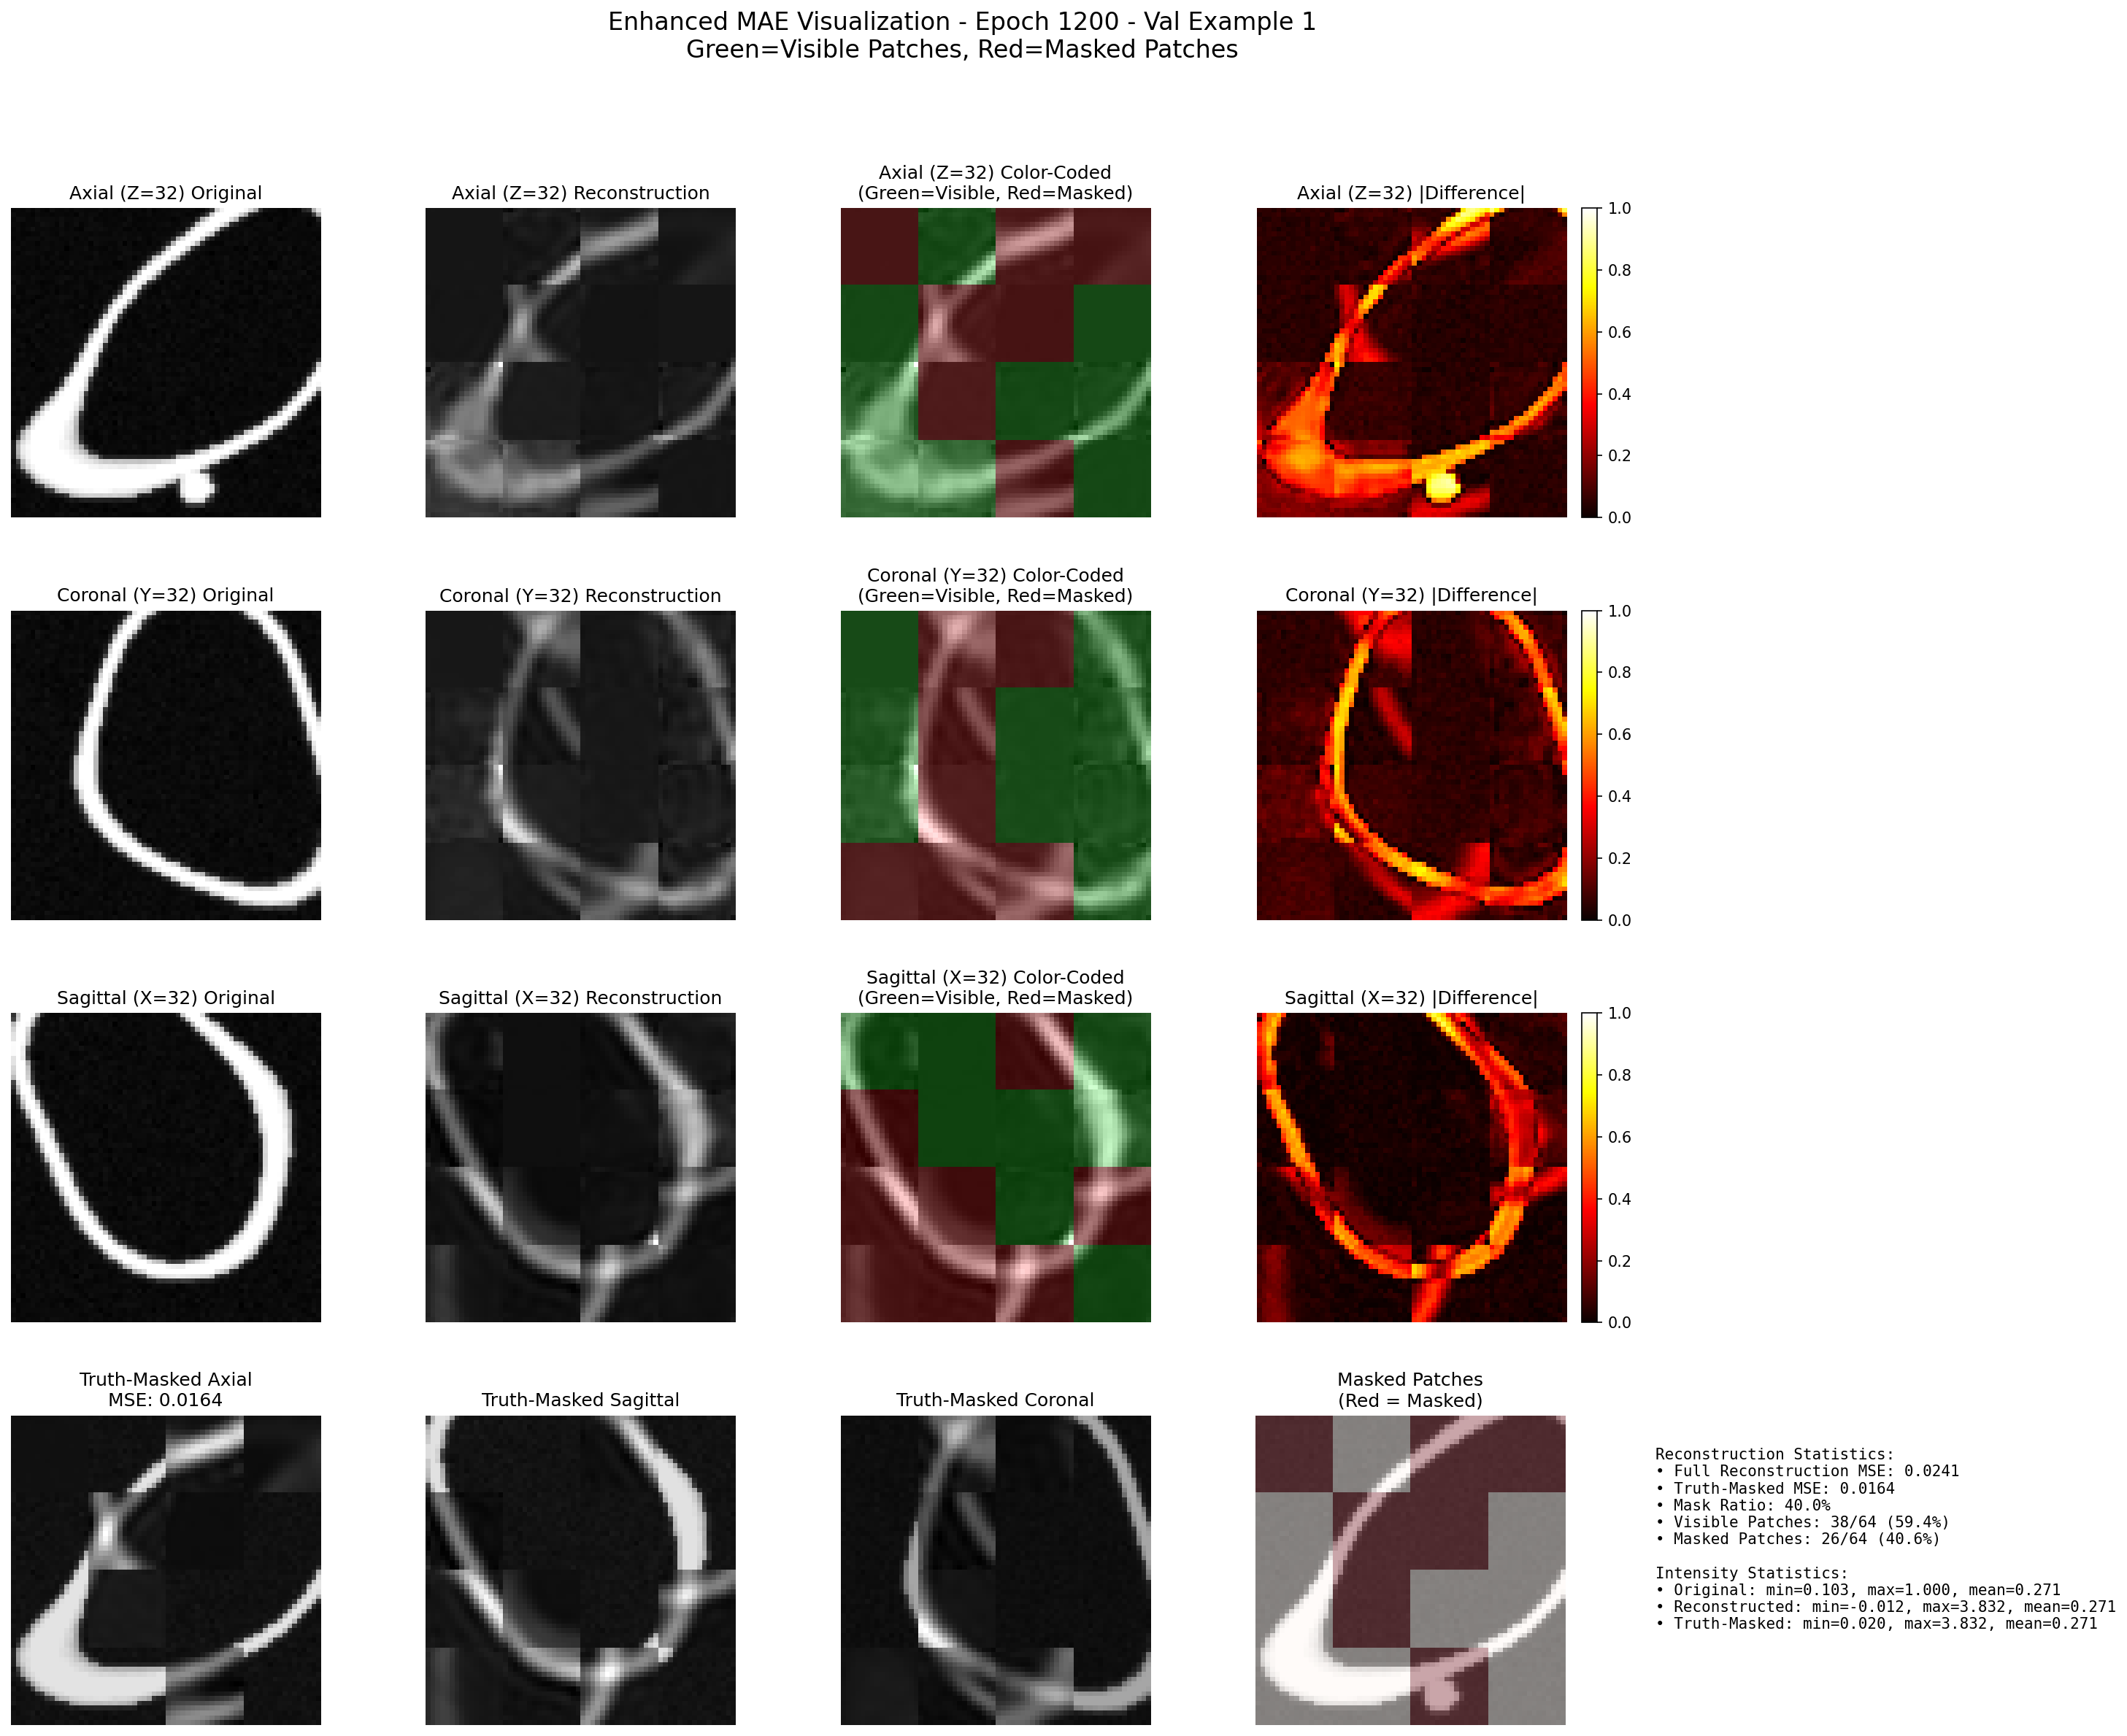 Enhanced MAE Visualization - Epoch 1200 - Val Example 1
Green=Visible Patches, Red=Masked Patches
Axial (Z=32) Original
Axial (Z=32) Reconstruction
Axial (Z=32) Color-Coded
(Green=Visible, Red=Masked)
Axial (Z=32) |Difference|
1.0
0.8
0.6
0.4
0.2
0.0
Coronal (Y=32) Original
Coronal (Y=32) Reconstruction
Coronal (Y=32) Color-Coded
(Green=Visible, Red=Masked)
Coronal (Y=32) |Difference|
1.0
0.8
0.6
0.4
0.2
0.0
Sagittal (X=32) Original
Sagittal (X=32) Reconstruction
Sagittal (X=32) Color-Coded
(Green=Visible, Red=Masked)
Sagittal (X=32) |Difference|
1.0
0.8
0.6
0.4
0.2
0.0
Truth-Masked Axial
MSE: 0.0164
Truth-Masked Sagittal
Truth-Masked Coronal
Masked Patches
(Red = Masked)
Reconstruction Statistics:
• Full Reconstruction MSE: 0.0241
• Truth-Masked MSE: 0.0164
• Mask Ratio: 40.0%
• Visible Patches: 38/64 (59.4%)
• Masked Patches: 26/64 (40.6%)
Intensity Statistics:
• Original: min=0.103, max=1.000, mean=0.271
• Reconstructed: min=-0.012, max=3.832, mean=0.271
• Truth-Masked: min=0.020, max=3.832, mean=0.271